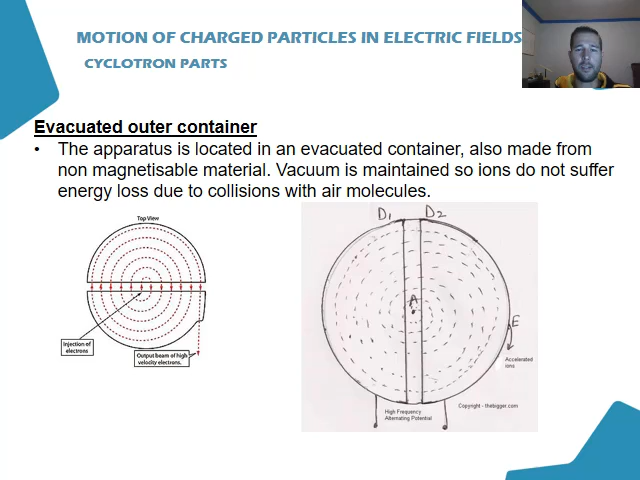 MOTION OF CHARGED PARTICLES IN ELECTRIC FIELDS
CYCLOTRON PARTS
Evacuated outer container
• The apparatus is located in an evacuated container, also made from
non magnetisable material. Vacuum is maintained so ions do not suffer
energy loss due to collisions with air molecules.
Top View
Injection of
electrons
Output beam of high
velocity electrons.
D1 D2
A
E
Accelerated
ions
High Frequency
Alternating Potential
Copyright - thebigger.com